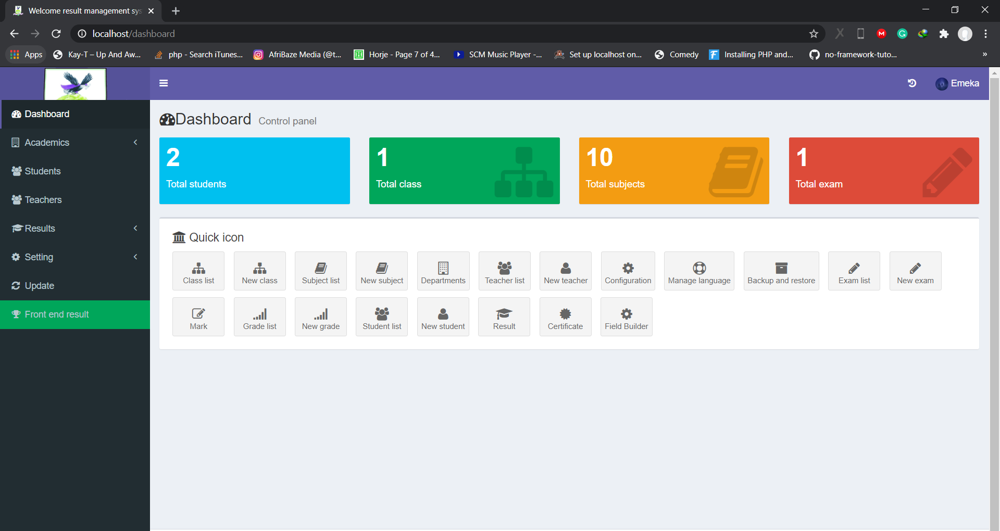 Welcome result management sys
localhost/dashboard
Apps
Kay-T – Up And Aw...
php - Search iTunes...
AfriBaze Media (@t...
Horje - Page 7 of 4...
SCM Music Player -...
Set up localhost on...
Comedy
Installing PHP and...
no-framework-tuto...
»
Emeka
Dashboard
Academics
Students
Teachers
Results
Setting
Update
Front end result
Dashboard Control panel
2
Total students
1
Total class
10
Total subjects
1
Total exam
Quick icon
Class list
New class
Subject list
New subject
Departments
Teacher list
New teacher
Configuration
Manage language
Backup and restore
Exam list
New exam
Mark
Grade list
New grade
Student list
New student
Result
Certificate
Field Builder